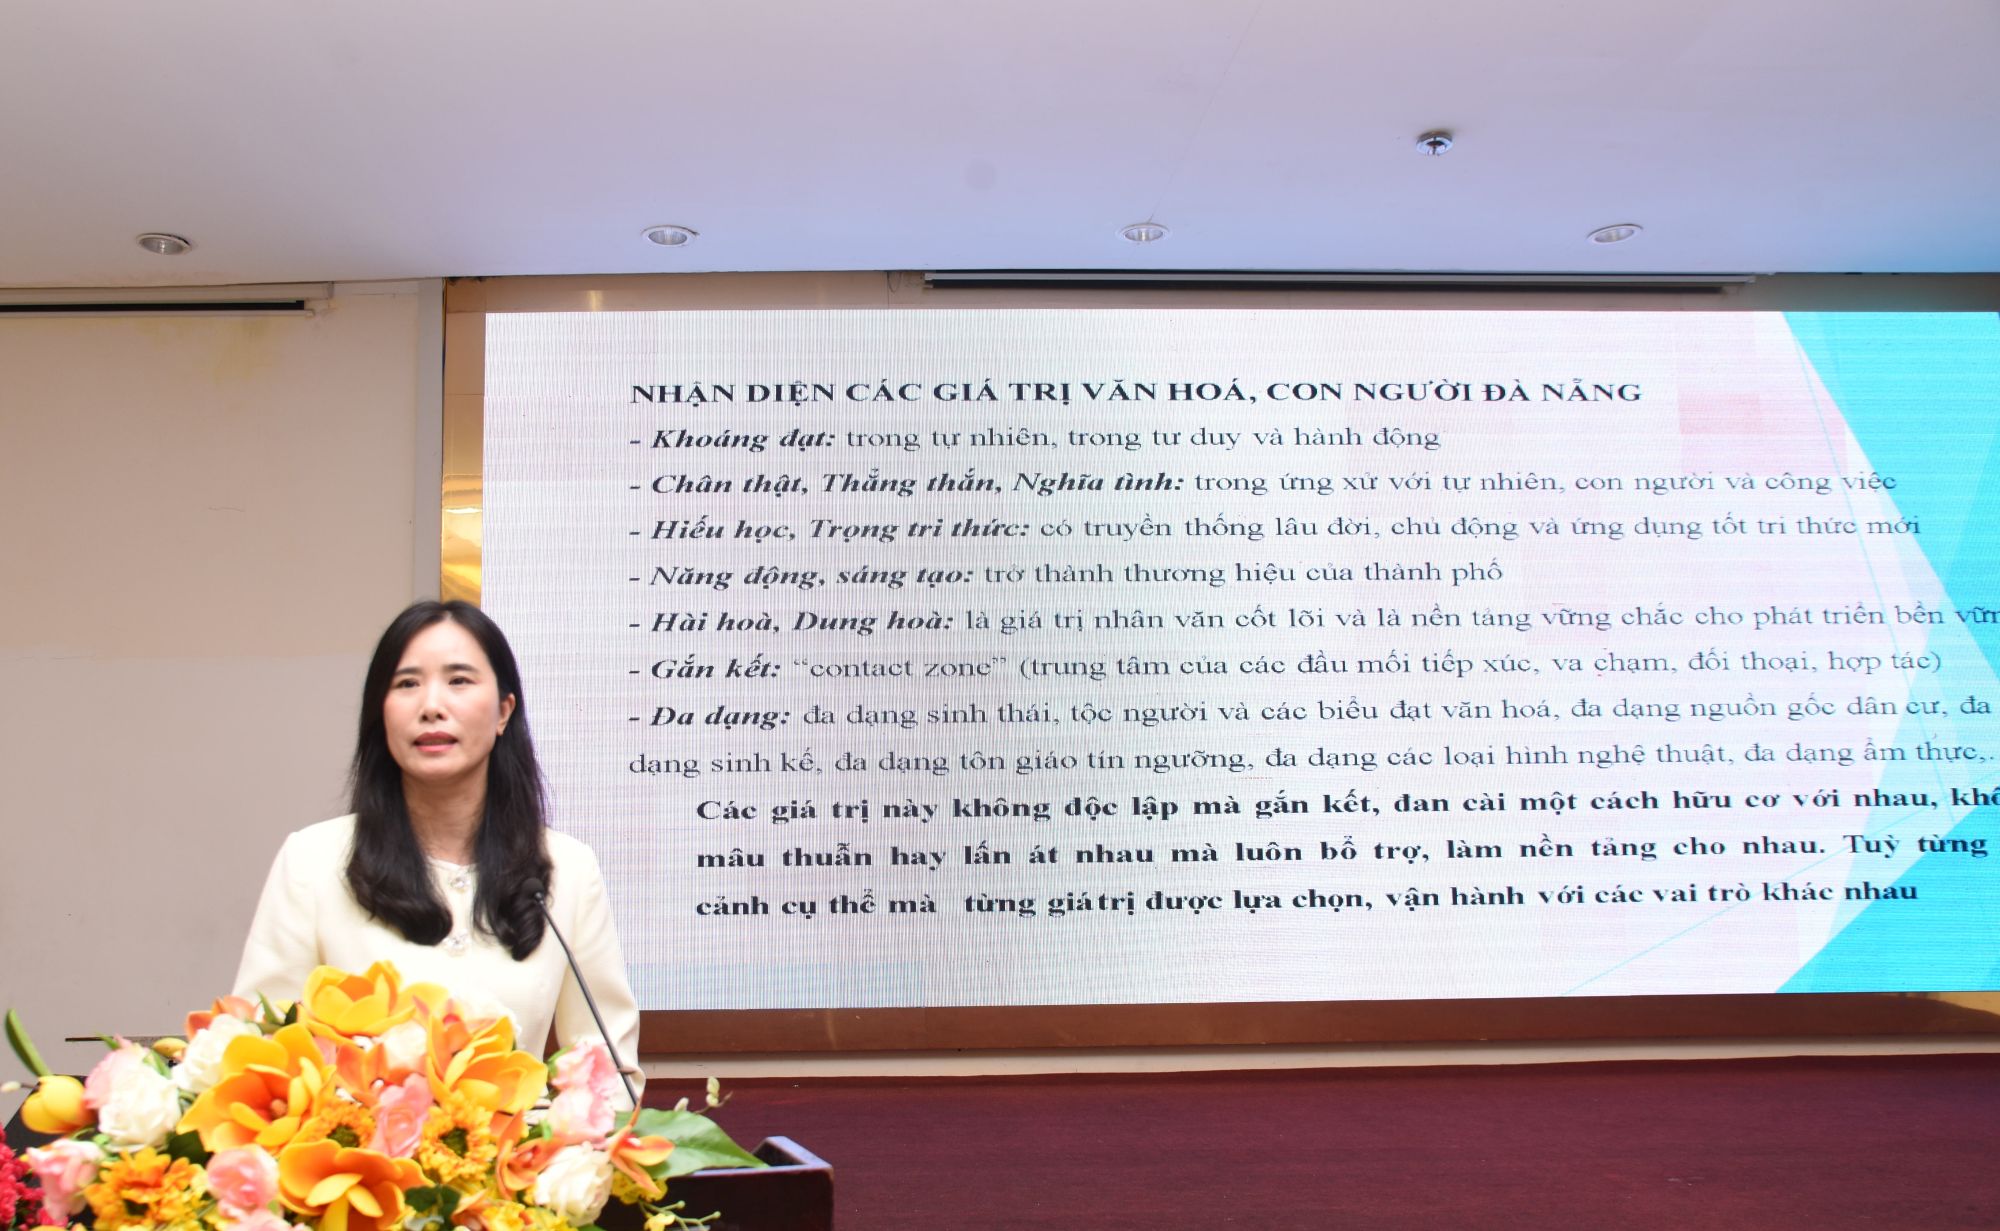 NHẬN DIỆN CÁC GIÁ TRỊ VĂN HOÁ, CON NGƯỜI ĐÀ NẴNG
- Khoáng đạt: trong tự nhiên, trong tư duy và hành động
- Chân thật, Thẳng thắn, Nghĩa tình: trong ứng xử với tự nhiên, con người và công việc
- Hiếu học, Trọng tri thức: có truyền thống lâu đời, chủ động và ứng dụng tốt tri thức mới
- Năng động, sáng tạo: trở thành thương hiệu của thành phố
- Hài hoà, Dung hoà: là giá trị nhân văn cốt lõi và là nền tảng vững chắc cho phát triển bền
- Gắn kết: “contact zone” (trung tâm của các đầu mối tiếp xúc, va chạm, đối thoại, hợp tác)
- Đa dạng: đa dạng sinh thái, tộc người và các biểu đạt văn hoá, đa dạng nguồn gốc dân cư, đa
dạng sinh kế, đa dạng tôn giáo tín ngưỡng, đa dạng các loại hình nghệ thuật, đa dạng ẩm thực,..
Các giá trị này không độc lập mà gắn kết, đan cài một cách hữu cơ với nhau,
mâu thuẫn hay lấn át nhau mà luôn bổ trợ, làm nền tảng cho nhau. Tuỳ từng
cảnh cụ thể mà từng giá trị được lựa chọn, vận hành với các vai trò khác nhau